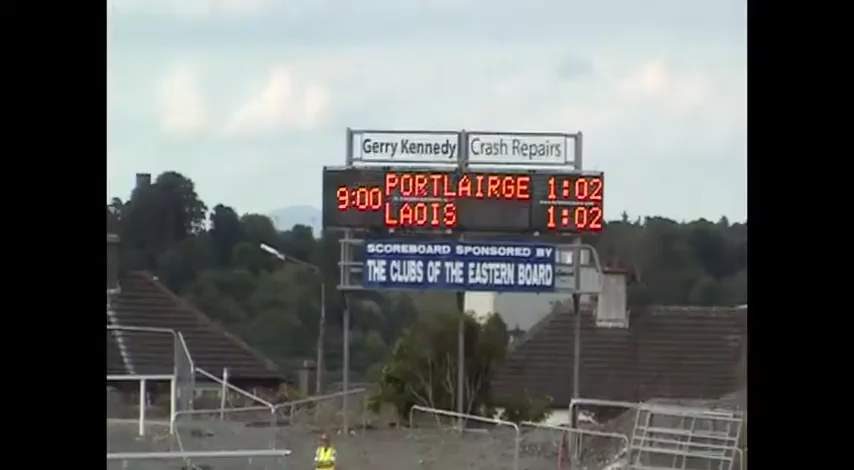 Gerry Kennedy Crash Repairs
9:00 PORTLAIRGE 1:02
LAOIS 1:02
SCOREBOARD SPONSORED BY
THE CLUBS OF THE EASTERN BOARD